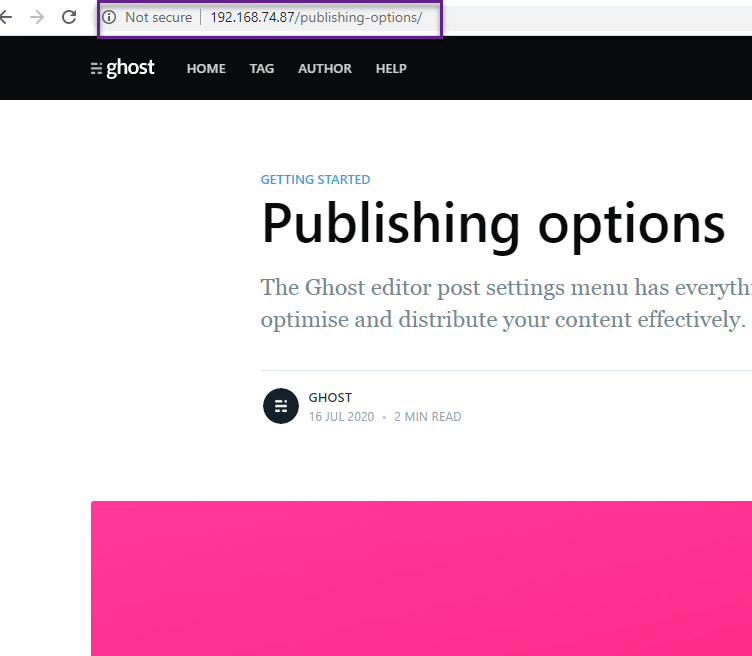 Not secure | 192.168.74.87/publishing-options/
ghost HOME TAG AUTHOR HELP
GETTING STARTED
Publishing options
The Ghost editor post settings menu has everythi
optimise and distribute your content effectively.
GHOST
16 JUL 2020 • 2 MIN READ